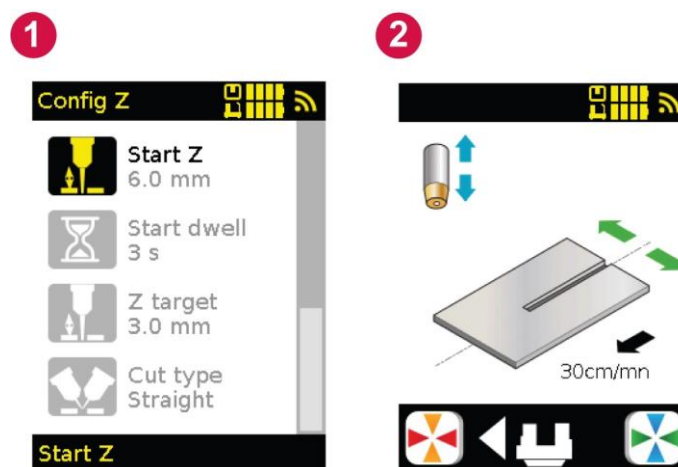 1
Config Z
Start Z
6.0 mm
Start dwell
3 s
Z target
3.0 mm
Cut type
Straight
Start Z
2
30cm/mn